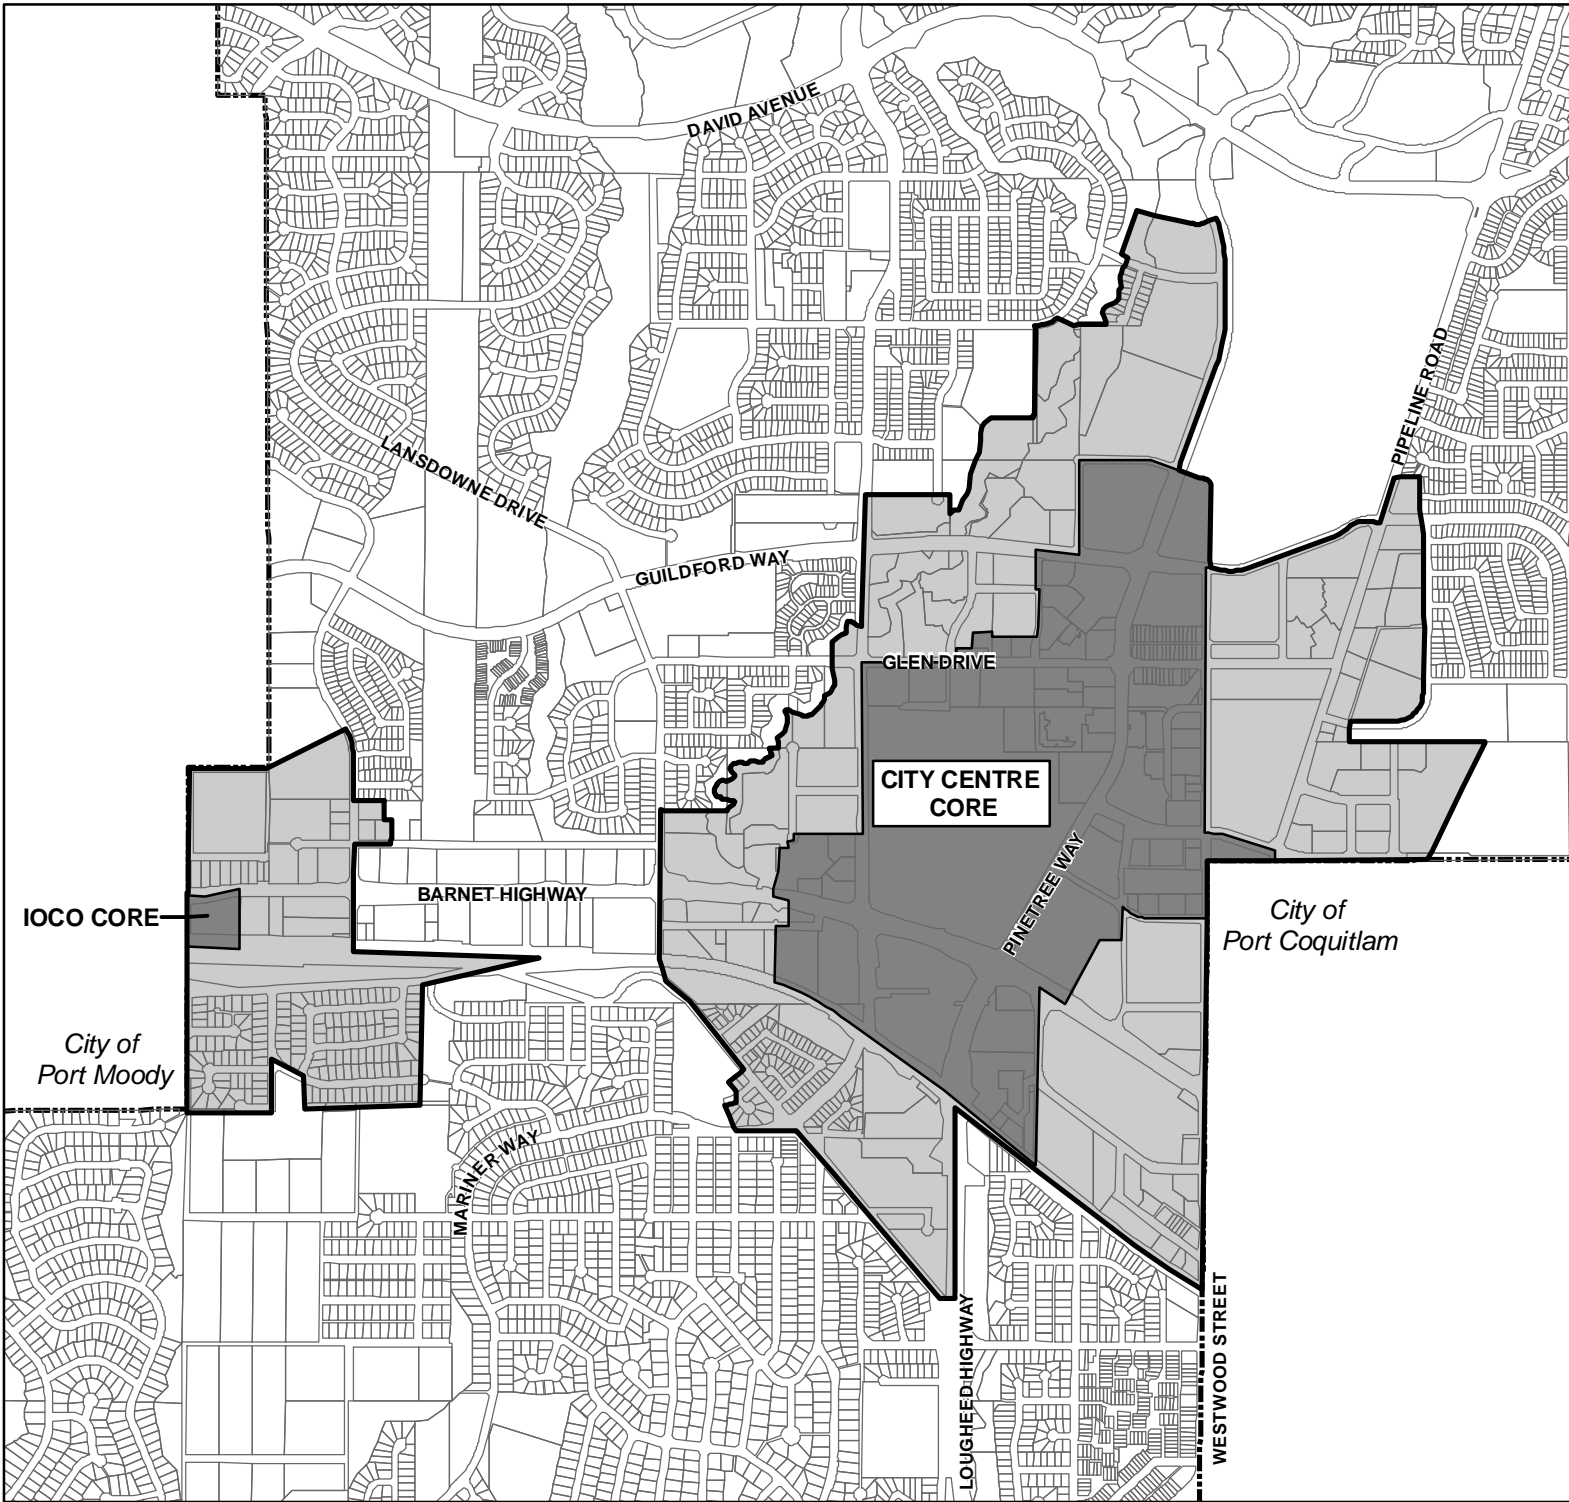 DAVID AVENUE
PIPELINE ROAD
LANSDOWNE DRIVE
GUILDFORD WAY
GLEN DRIVE
CITY CENTRE
CORE
PINETREE WAY
BARNET HIGHWAY
IOCO CORE
City of
Port Coquitlam
City of
Port Moody
MARINER WAY
LOUGHEED HIGHWAY
WESTWOOD STREET